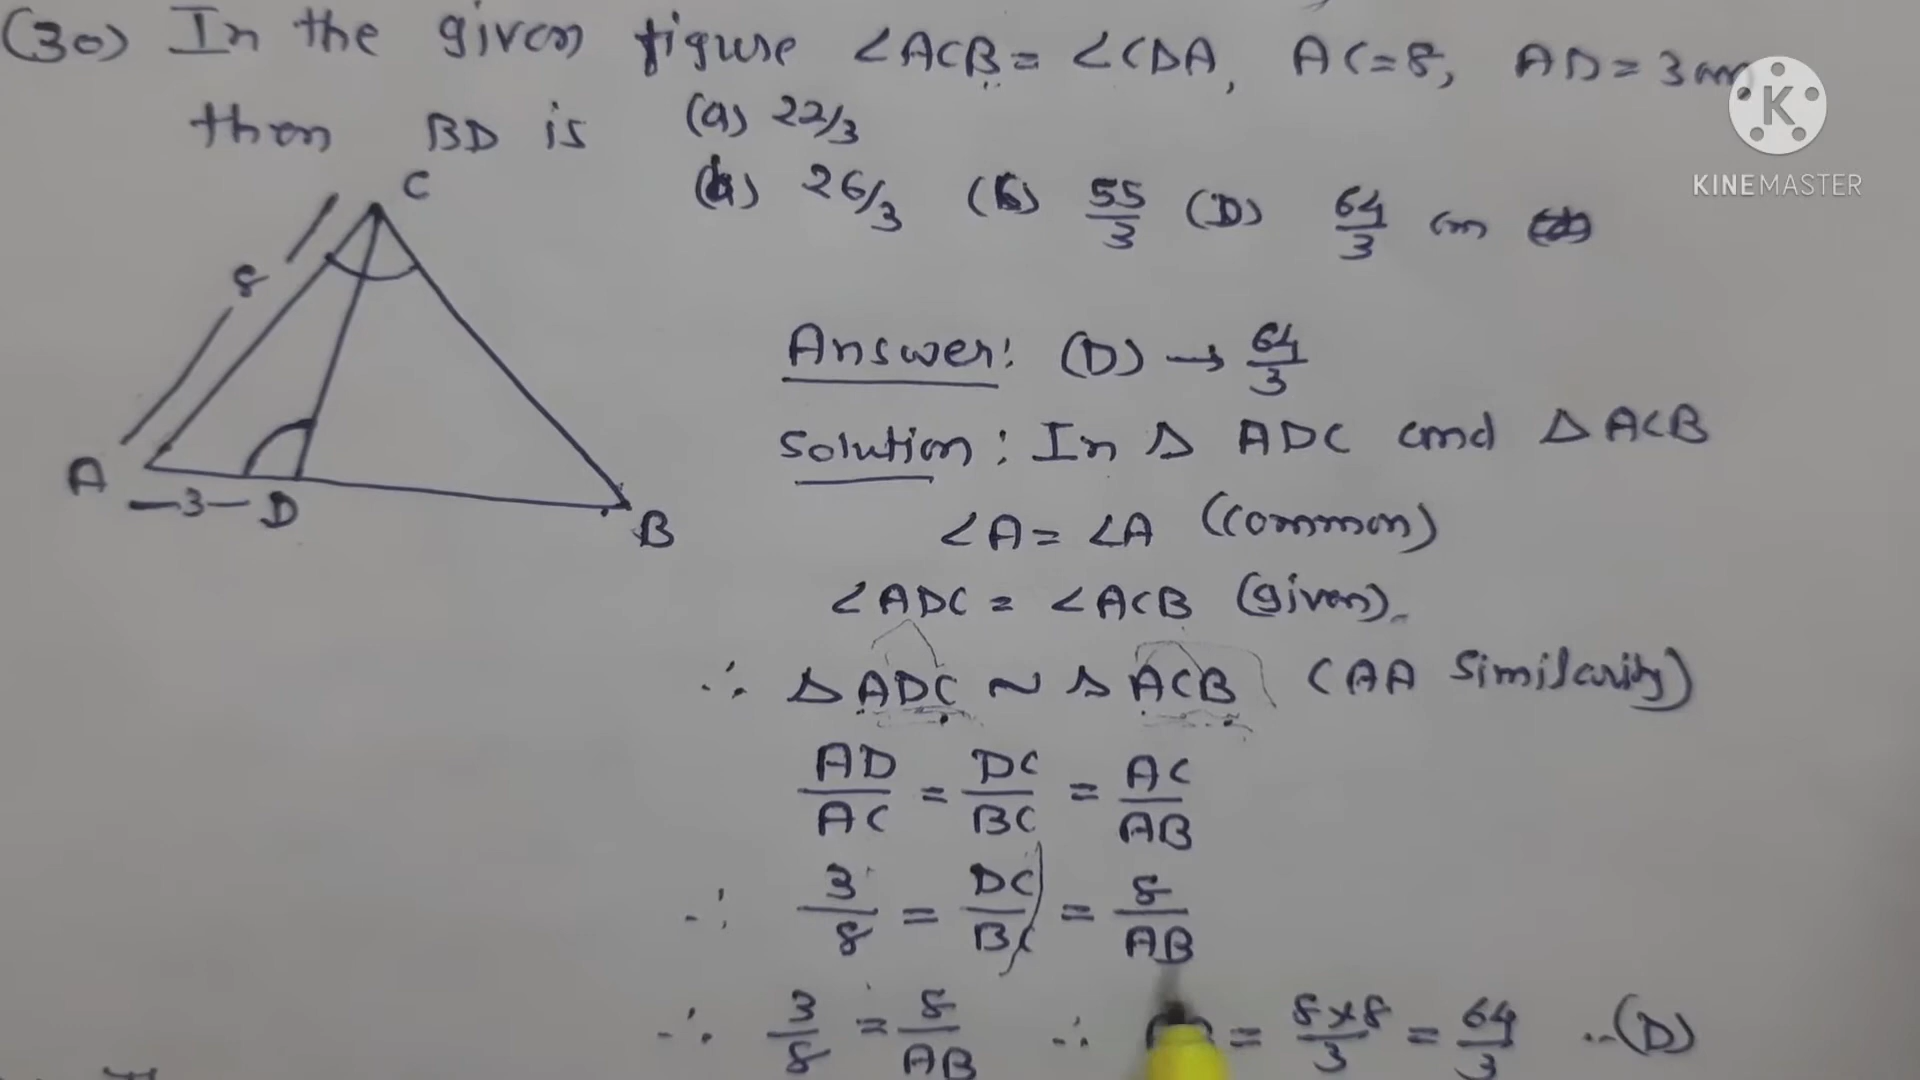 (30) In the given figure ∠ACB = ∠CDA, AC=8, AD = 3cm
then BD is (a) 22/3
(b) 26/3 (c) 55/3 (D) 64/3 cm
C
8
A
3
D
B
Answer: (D) → 64/3
Solution: In Δ ADC and Δ ACB
∠A = ∠A (common)
∠ADC = ∠ACB (given).
∴ Δ ADC ~ Δ ACB (AA Similarity)
AD/AC = DC/BC = AC/AB
∴ 3/8 = DC/BC = 8/AB
∴ 3/8 = 8/AB ∴ = 8×8/3 = 64/3 ..(D)
KINEMASTER